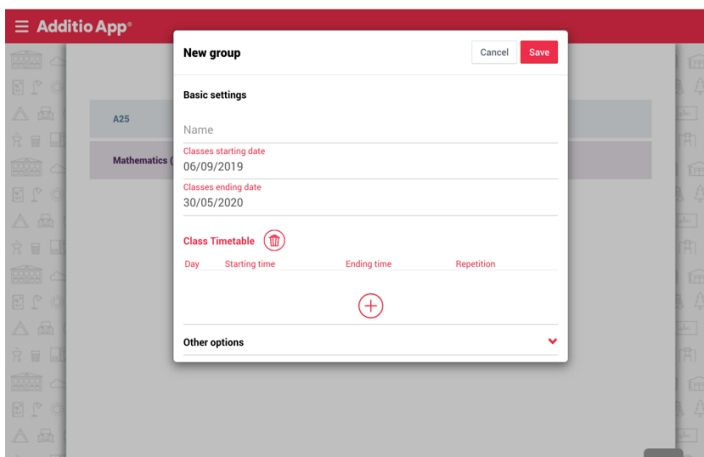 Additio App®
New group
Cancel
Save
Basic settings
Name
Classes starting date
06/09/2019
Classes ending date
30/05/2020
Class Timetable
Day Starting time Ending time Repetition
Other options
A25
Mathematics (